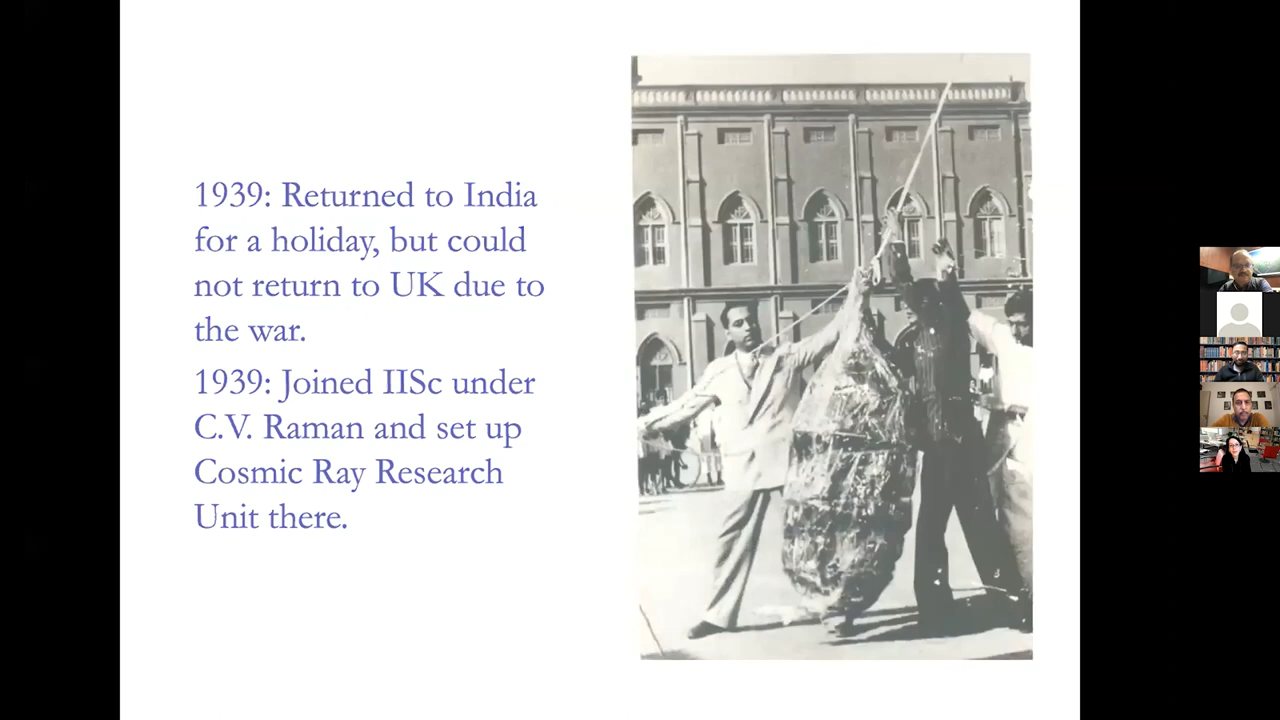 1939: Returned to India
for a holiday, but could
not return to UK due to
the war.
1939: Joined IISc under
C.V. Raman and set up
Cosmic Ray Research
Unit there.